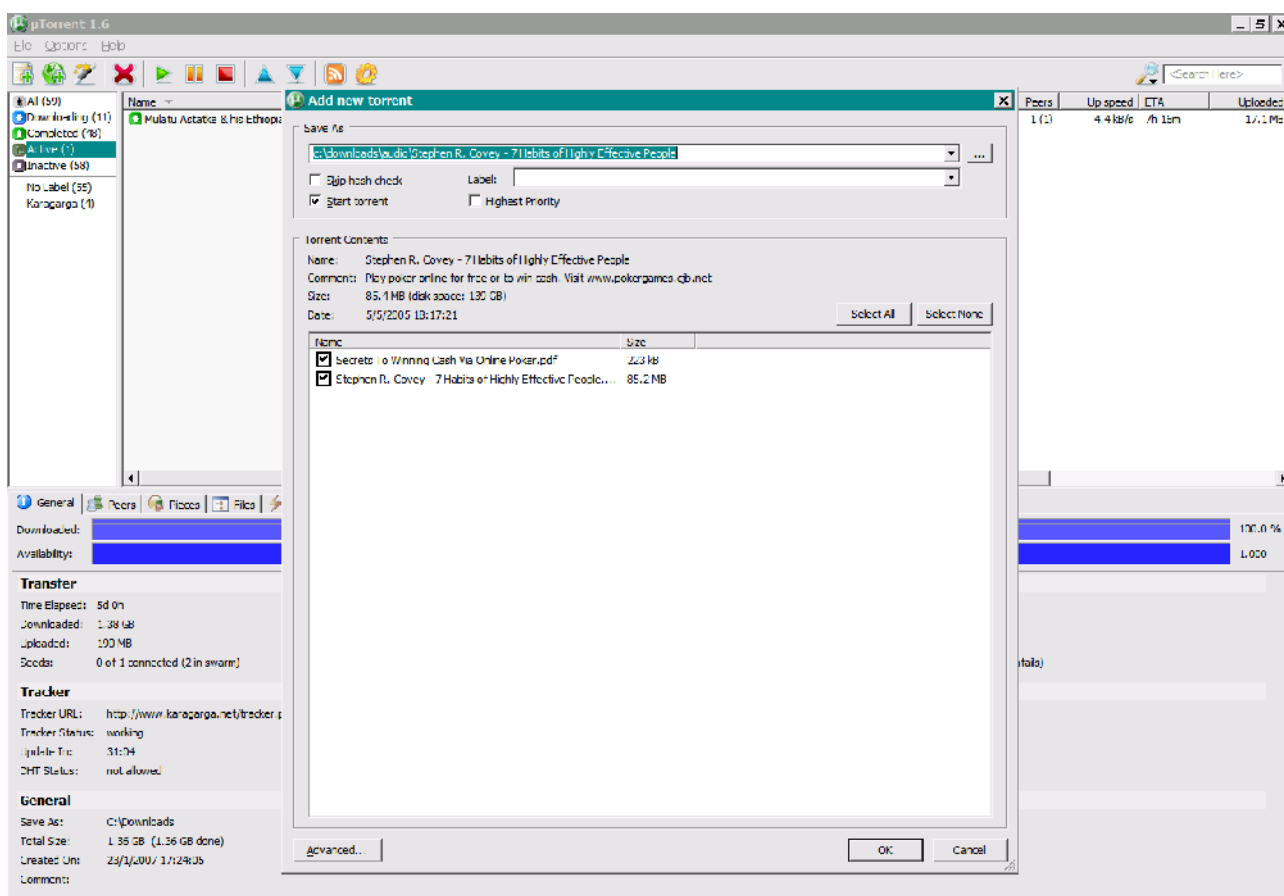 µTorrent 1.6
File Options Help
<Search Here>
All (59)
Downloading (11)
Completed (48)
Active (1)
Inactive (58)
No Label (55)
Karagarga (4)
Name
Mulatu Astatke & his Ethiopia
Peers Up speed ETA Uploaded
1 (1) 4.4 kB/s 7h 16m 17.1 MB
Add new torrent
Save As
c:\downloads\audio\Stephen R. Covey - 7 Habits of Highly Effective People
...
Skip hash check Label:
Start torrent Highest Priority
Torrent Contents
Name: Stephen R. Covey - 7 Habits of Highly Effective People
Comment: Play poker online for free or to win cash. Visit www.pokergames.cjb.net
Size: 85.4 MB (disk space: 139 GB)
Date: 5/5/2005 13:17:21
Select All Select None
Name Size
Secrets To Winning Cash Via Online Poker.pdf 223 kB
Stephen R. Covey - 7 Habits of Highly Effective People.... 85.2 MB
Advanced... OK Cancel
General Peers Pieces Files
Downloaded: 100.0 %
Availability: 1.000
Transfer
Time Elapsed: 5d 0h
Downloaded: 1.38 GB
Uploaded: 190 MB
Seeds: 0 of 1 connected (2 in swarm)
Tracker
Tracker URL: http://www.karagarga.net/tracker.p
Tracker Status: working
Update In: 31:04
DHT Status: not allowed
General
Save As: C:\Downloads
Total Size: 1.36 GB (1.36 GB done)
Created On: 23/1/2007 17:24:05
Comment: